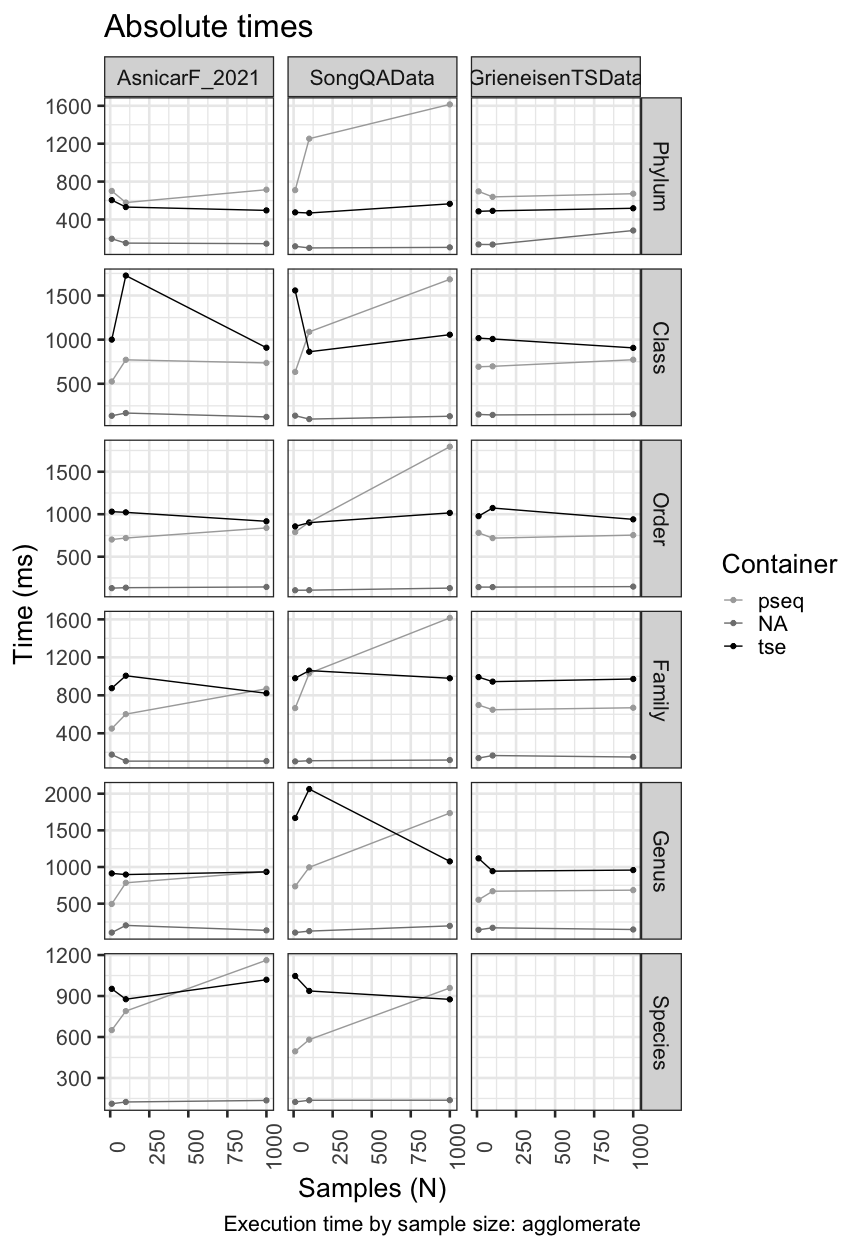 Absolute times
AsnicarF_2021 SongQAData GrieneisenTSData
1600
1200
800
400
Phylum
1500
1000
500
Class
1500
1000
500
Order
1600
1200
800
400
Family
2000
1500
1000
500
Genus
1200
900
600
300
Species
0 250 500 750 1000 0 250 500 750 1000 0 250 500 750 1000
Time (ms)
Samples (N)
Execution time by sample size: agglomerate
Container
pseq
NA
tse